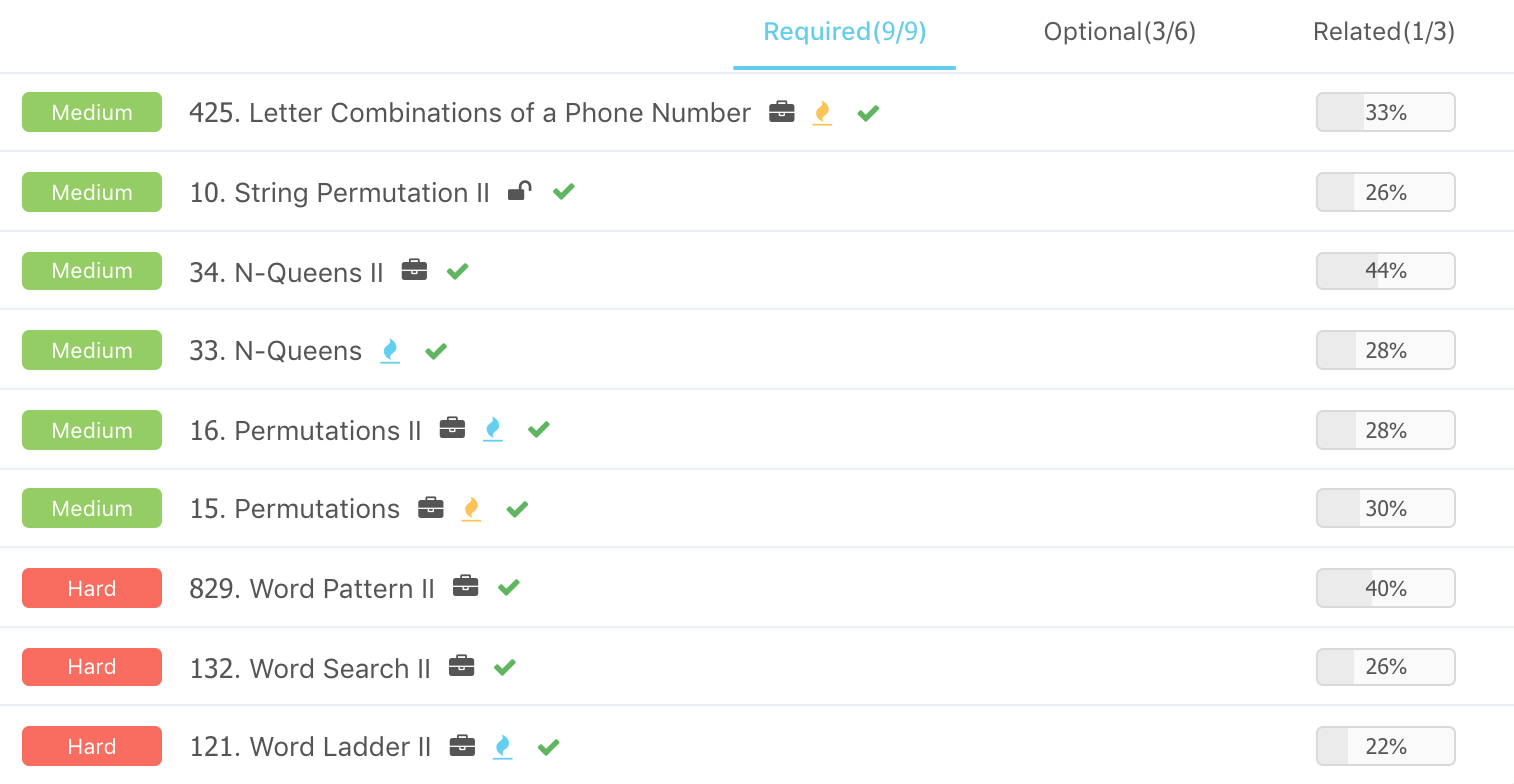 Required(9/9) Optional(3/6) Related(1/3)
Medium 425. Letter Combinations of a Phone Number 33%
Medium 10. String Permutation II 26%
Medium 34. N-Queens II 44%
Medium 33. N-Queens 28%
Medium 16. Permutations II 28%
Medium 15. Permutations 30%
Hard 829. Word Pattern II 40%
Hard 132. Word Search II 26%
Hard 121. Word Ladder II 22%